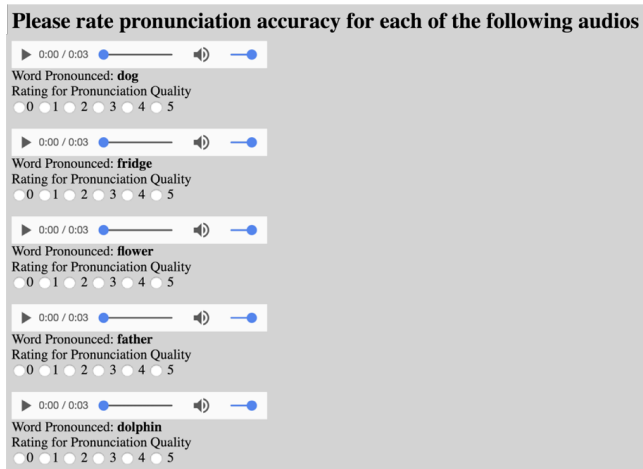 Please rate pronunciation accuracy for each of the following audios
0:00 / 0:03
Word Pronounced: dog
Rating for Pronunciation Quality
0 1 2 3 4 5
0:00 / 0:03
Word Pronounced: fridge
Rating for Pronunciation Quality
0 1 2 3 4 5
0:00 / 0:03
Word Pronounced: flower
Rating for Pronunciation Quality
0 1 2 3 4 5
0:00 / 0:03
Word Pronounced: father
Rating for Pronunciation Quality
0 1 2 3 4 5
0:00 / 0:03
Word Pronounced: dolphin
Rating for Pronunciation Quality
0 1 2 3 4 5